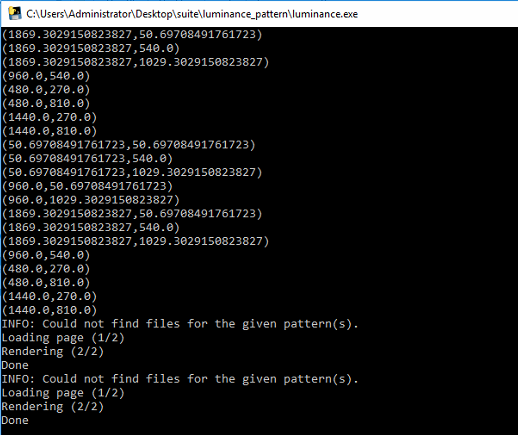 C:\Users\Administrator\Desktop\suite\luminance_pattern\luminance.exe
(1869.3029150823827,50.69708491761723)
(1869.3029150823827,540.0)
(1869.3029150823827,1029.3029150823827)
(960.0,540.0)
(480.0,270.0)
(480.0,810.0)
(1440.0,270.0)
(1440.0,810.0)
(50.69708491761723,50.69708491761723)
(50.69708491761723,540.0)
(50.69708491761723,1029.3029150823827)
(960.0,50.69708491761723)
(960.0,1029.3029150823827)
(1869.3029150823827,50.69708491761723)
(1869.3029150823827,540.0)
(1869.3029150823827,1029.3029150823827)
(960.0,540.0)
(480.0,270.0)
(480.0,810.0)
(1440.0,270.0)
(1440.0,810.0)
INFO: Could not find files for the given pattern(s).
Loading page (1/2)
Rendering (2/2)
Done
INFO: Could not find files for the given pattern(s).
Loading page (1/2)
Rendering (2/2)
Done